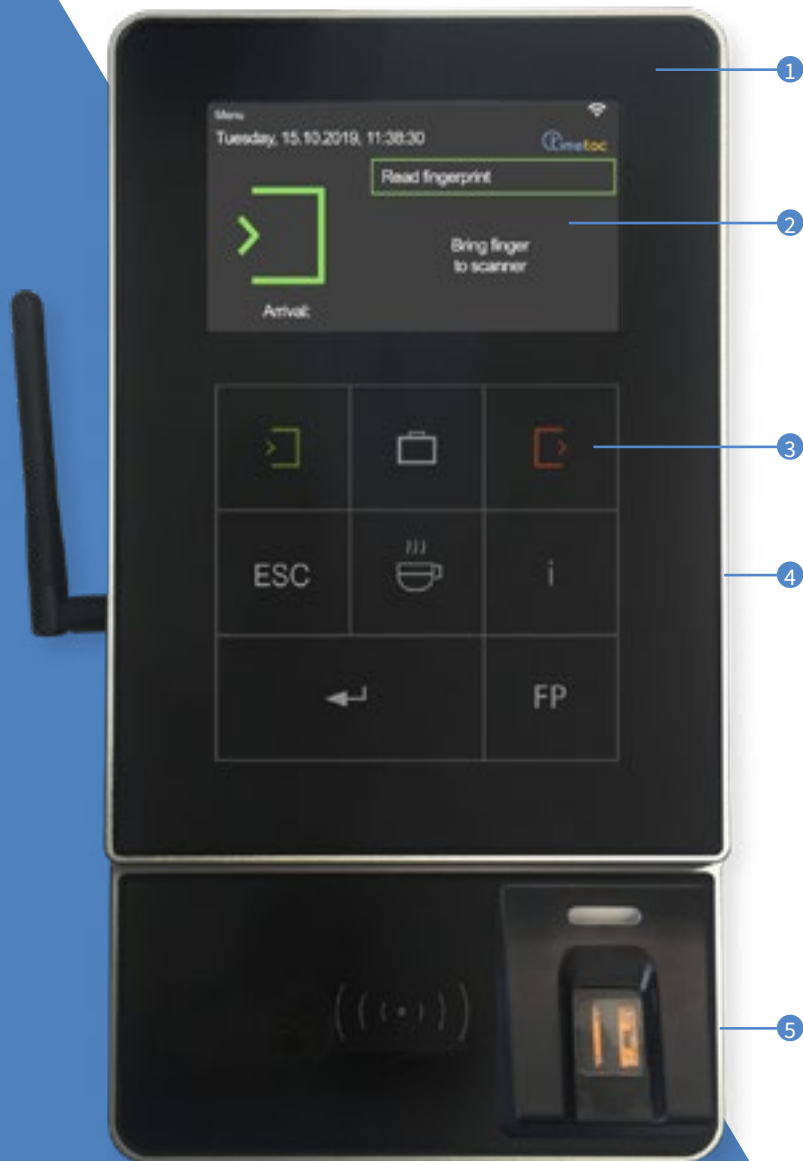 Menu
Tuesday, 15.10.2019, 11:38:30
timetac
Read fingerprint
Bring finger
to scanner
Arrival:
ESC
i
FP
1
2
3
4
5